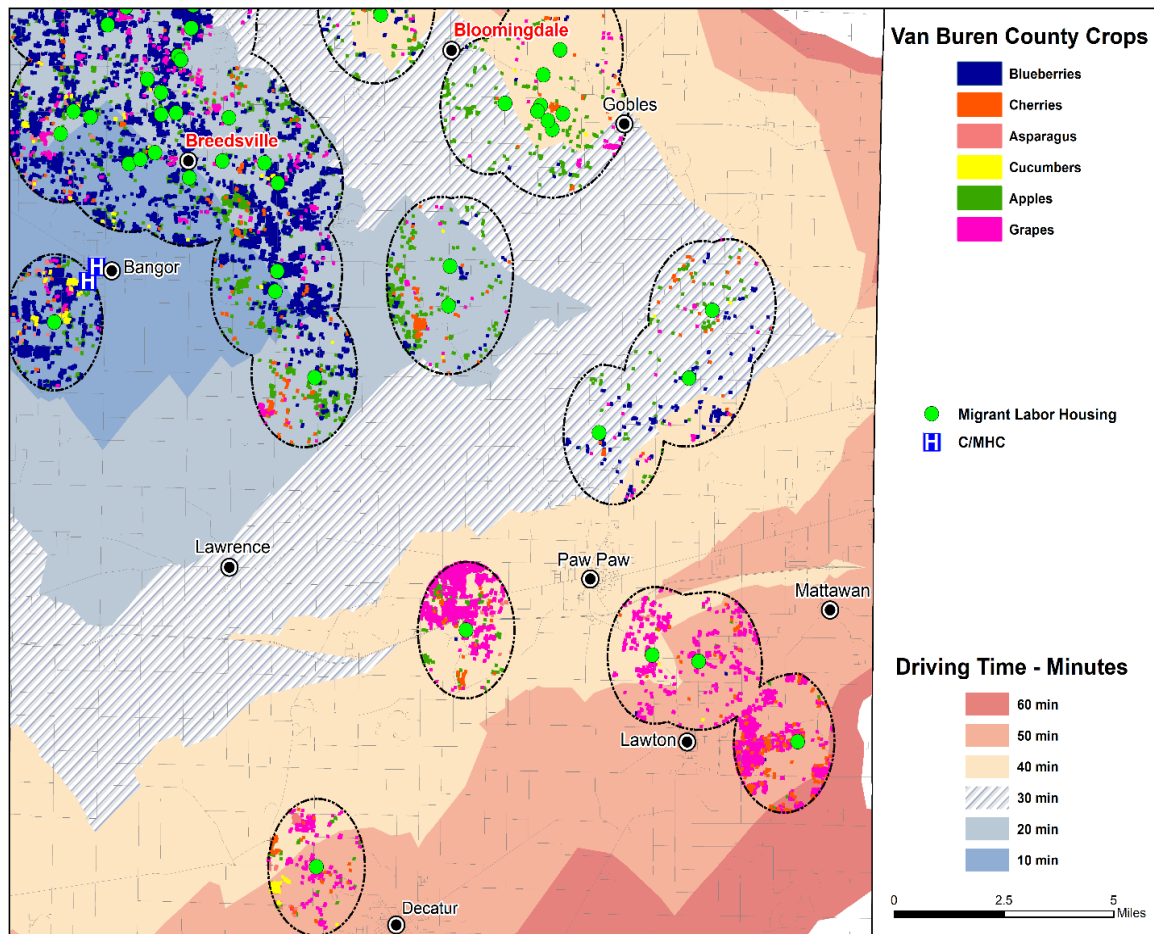 Bloomingdale
Gobles
Breedsville
H
H
Bangor
Lawrence
Paw Paw
Mattawan
Lawton
Decatur
Van Buren County Crops
Blueberries
Cherries
Asparagus
Cucumbers
Apples
Grapes
Migrant Labor Housing
H C/MHC
Driving Time - Minutes
60 min
50 min
40 min
30 min
20 min
10 min
0 2.5 5
Miles